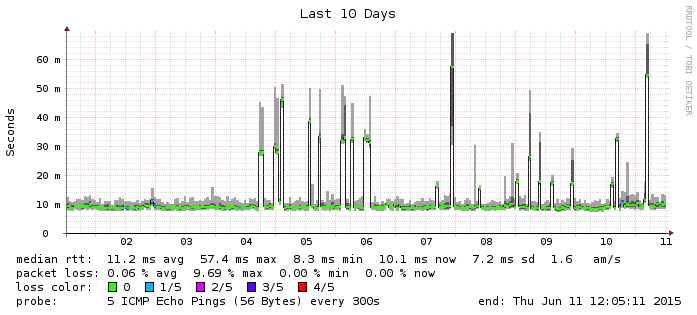 Last 10 Days
RRDTOOL / TOBI OETIKER
Seconds
60 m
50 m
40 m
30 m
20 m
10 m
0
02 03 04 05 06 07 08 09 10 11
median rtt: 11.2 ms avg 57.4 ms max 8.3 ms min 10.1 ms now 7.2 ms sd 1.6 am/s
packet loss: 0.06 % avg 9.69 % max 0.00 % min 0.00 % now
loss color: 0 1/5 2/5 3/5 4/5
probe: 5 ICMP Echo Pings (56 Bytes) every 300s end: Thu Jun 11 12:05:11 2015